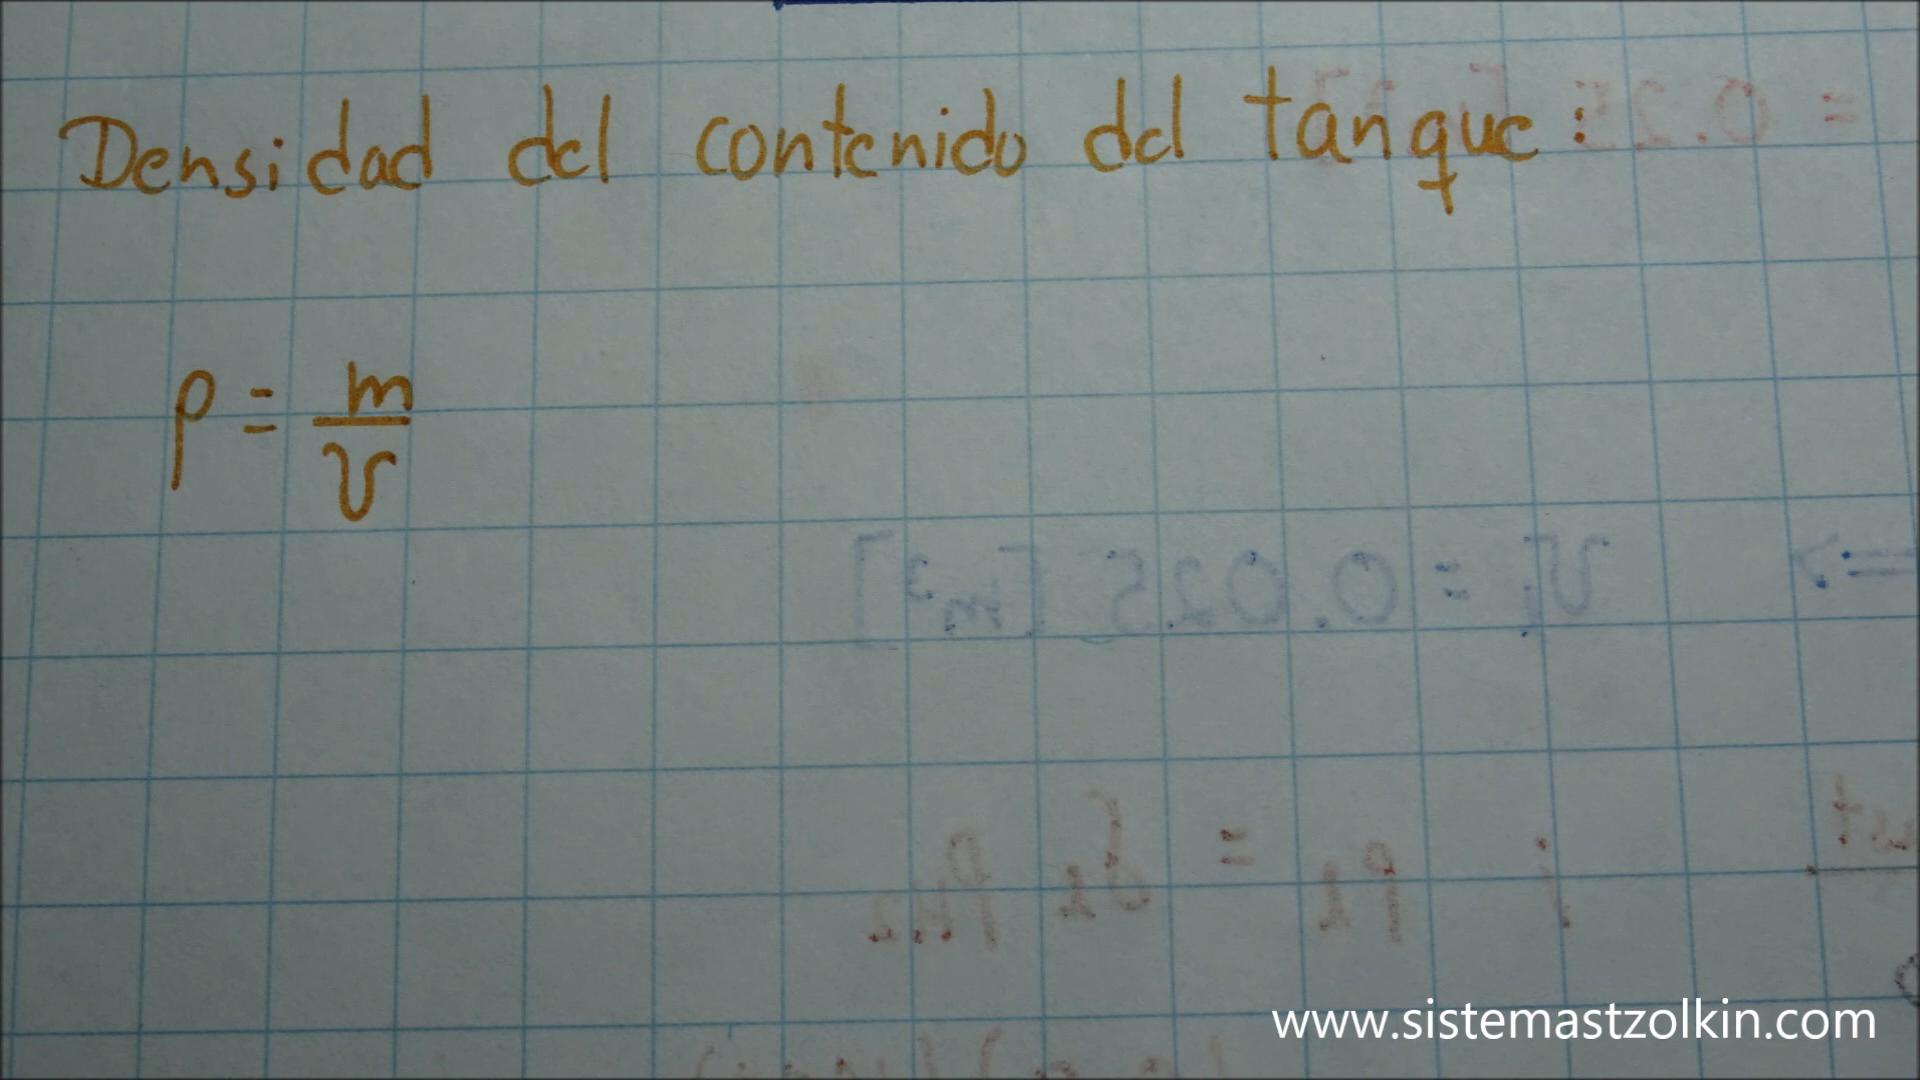 Densidad del contenido del tanque:
ρ = m
V
www.sistemastzolkin.com